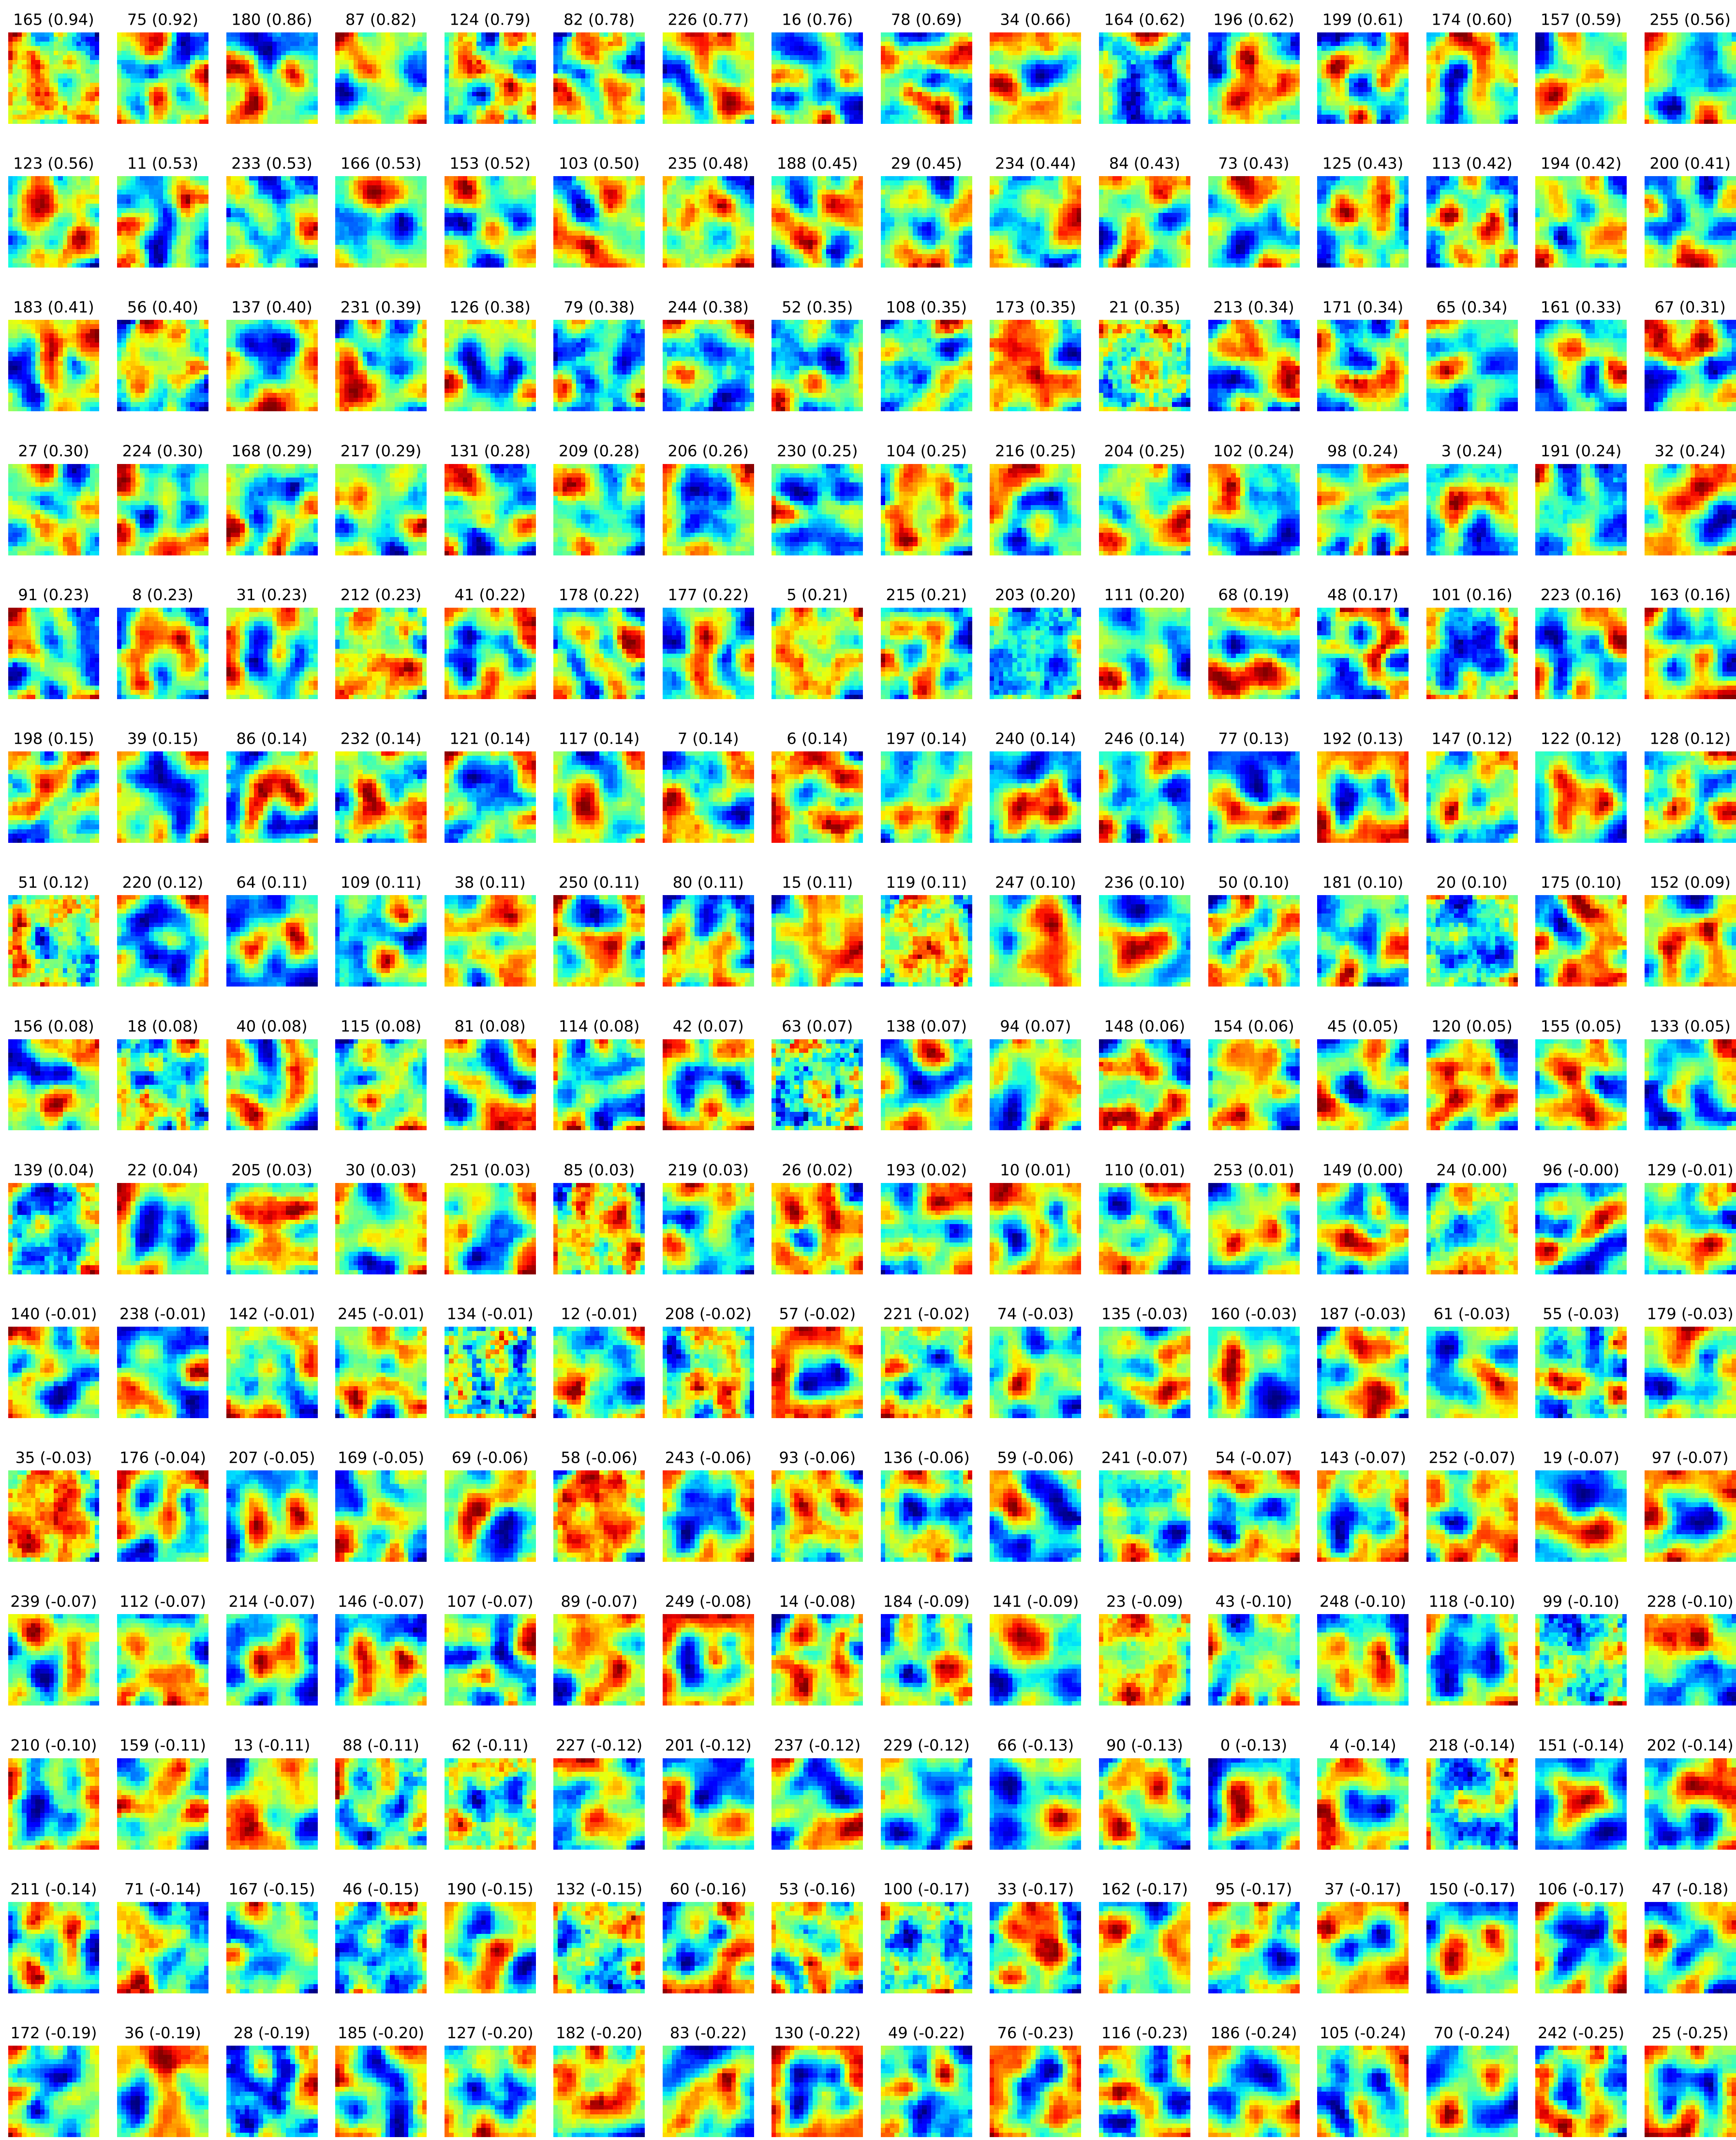 165 (0.94) 75 (0.92) 180 (0.86) 87 (0.82) 124 (0.79) 82 (0.78) 226 (0.77) 16 (0.76) 78 (0.69) 34 (0.66) 164 (0.62) 196 (0.62) 199 (0.61) 174 (0.60) 157 (0.59) 255 (0.56)
123 (0.56) 11 (0.53) 233 (0.53) 166 (0.53) 153 (0.52) 103 (0.50) 235 (0.48) 188 (0.45) 29 (0.45) 234 (0.44) 84 (0.43) 73 (0.43) 125 (0.43) 113 (0.42) 194 (0.42) 200 (0.41)
183 (0.41) 56 (0.40) 137 (0.40) 231 (0.39) 126 (0.38) 79 (0.38) 244 (0.38) 52 (0.35) 108 (0.35) 173 (0.35) 21 (0.35) 213 (0.34) 171 (0.34) 65 (0.34) 161 (0.33) 67 (0.31)
27 (0.30) 224 (0.30) 168 (0.29) 217 (0.29) 131 (0.28) 209 (0.28) 206 (0.26) 230 (0.25) 104 (0.25) 216 (0.25) 204 (0.25) 102 (0.24) 98 (0.24) 3 (0.24) 191 (0.24) 32 (0.24)
91 (0.23) 8 (0.23) 31 (0.23) 212 (0.23) 41 (0.22) 178 (0.22) 177 (0.22) 5 (0.21) 215 (0.21) 203 (0.20) 111 (0.20) 68 (0.19) 48 (0.17) 101 (0.16) 223 (0.16) 163 (0.16)
198 (0.15) 39 (0.15) 86 (0.14) 232 (0.14) 121 (0.14) 117 (0.14) 7 (0.14) 6 (0.14) 197 (0.14) 240 (0.14) 246 (0.14) 77 (0.13) 192 (0.13) 147 (0.12) 122 (0.12) 128 (0.12)
51 (0.12) 220 (0.12) 64 (0.11) 109 (0.11) 38 (0.11) 250 (0.11) 80 (0.11) 15 (0.11) 119 (0.11) 247 (0.10) 236 (0.10) 50 (0.10) 181 (0.10) 20 (0.10) 175 (0.10) 152 (0.09)
156 (0.08) 18 (0.08) 40 (0.08) 115 (0.08) 81 (0.08) 114 (0.08) 42 (0.07) 63 (0.07) 138 (0.07) 94 (0.07) 148 (0.06) 154 (0.06) 45 (0.05) 120 (0.05) 155 (0.05) 133 (0.05)
139 (0.04) 22 (0.04) 205 (0.03) 30 (0.03) 251 (0.03) 85 (0.03) 219 (0.03) 26 (0.02) 193 (0.02) 10 (0.01) 110 (0.01) 253 (0.01) 149 (0.00) 24 (0.00) 96 (-0.00) 129 (-0.01)
140 (-0.01) 238 (-0.01) 142 (-0.01) 245 (-0.01) 134 (-0.01) 12 (-0.01) 208 (-0.02) 57 (-0.02) 221 (-0.02) 74 (-0.03) 135 (-0.03) 160 (-0.03) 187 (-0.03) 61 (-0.03) 55 (-0.03) 179 (-0.03)
35 (-0.03) 176 (-0.04) 207 (-0.05) 169 (-0.05) 69 (-0.06) 58 (-0.06) 243 (-0.06) 93 (-0.06) 136 (-0.06) 59 (-0.06) 241 (-0.07) 54 (-0.07) 143 (-0.07) 252 (-0.07) 19 (-0.07) 97 (-0.07)
239 (-0.07) 112 (-0.07) 214 (-0.07) 146 (-0.07) 107 (-0.07) 89 (-0.07) 249 (-0.08) 14 (-0.08) 184 (-0.09) 141 (-0.09) 23 (-0.09) 43 (-0.10) 248 (-0.10) 118 (-0.10) 99 (-0.10) 228 (-0.10)
210 (-0.10) 159 (-0.11) 13 (-0.11) 88 (-0.11) 62 (-0.11) 227 (-0.12) 201 (-0.12) 237 (-0.12) 229 (-0.12) 66 (-0.13) 90 (-0.13) 0 (-0.13) 4 (-0.14) 218 (-0.14) 151 (-0.14) 202 (-0.14)
211 (-0.14) 71 (-0.14) 167 (-0.15) 46 (-0.15) 190 (-0.15) 132 (-0.15) 60 (-0.16) 53 (-0.16) 100 (-0.17) 33 (-0.17) 162 (-0.17) 95 (-0.17) 37 (-0.17) 150 (-0.17) 106 (-0.17) 47 (-0.18)
172 (-0.19) 36 (-0.19) 28 (-0.19) 185 (-0.20) 127 (-0.20) 182 (-0.20) 83 (-0.22) 130 (-0.22) 49 (-0.22) 76 (-0.23) 116 (-0.23) 186 (-0.24) 105 (-0.24) 70 (-0.24) 242 (-0.25) 25 (-0.25)